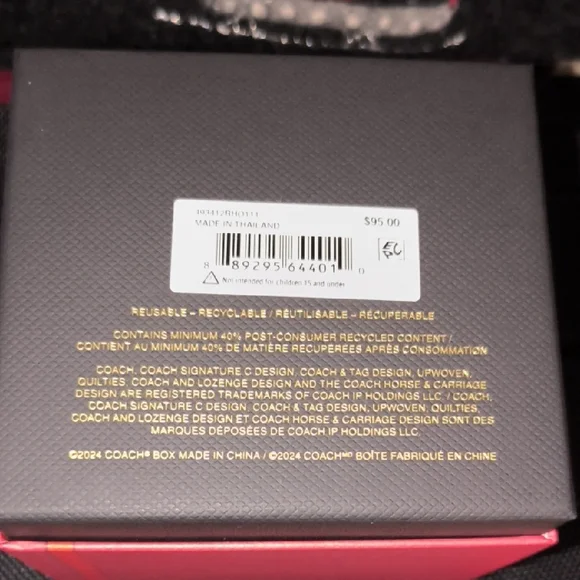 $95.00
MADE IN THAILAND
8 89295 64401 0
Not intended for children 15 and under
REUSABLE – RECYCLABLE / RÉUTILISABLE – RÉCUPERABLE
CONTAINS MINIMUM 40% POST-CONSUMER RECYCLED CONTENT /
CONTIENT AU MINIMUM 40% DE MATIÈRE RECUPEREES APRÈS CONSOMMATION
COACH, COACH SIGNATURE C DESIGN, COACH & TAG DESIGN, UPWOVEN,
QUILTIES, COACH AND LOZENGE DESIGN AND THE COACH HORSE & CARRIAGE
DESIGN ARE REGISTERED TRADEMARKS OF COACH IP HOLDINGS LLC. / COACH,
COACH SIGNATURE C DESIGN, COACH & TAG DESIGN, UPWOVEN, QUILTIES,
COACH AND LOZENGE DESIGN ET COACH HORSE & CARRIAGE DESIGN SONT DES
MARQUES DÉPOSÉES DE COACH IP HOLDINGS LLC.
©2024 COACH® BOX MADE IN CHINA / ©2024 COACHᴹᴰ BOÎTE FABRIQUÉ EN CHINE